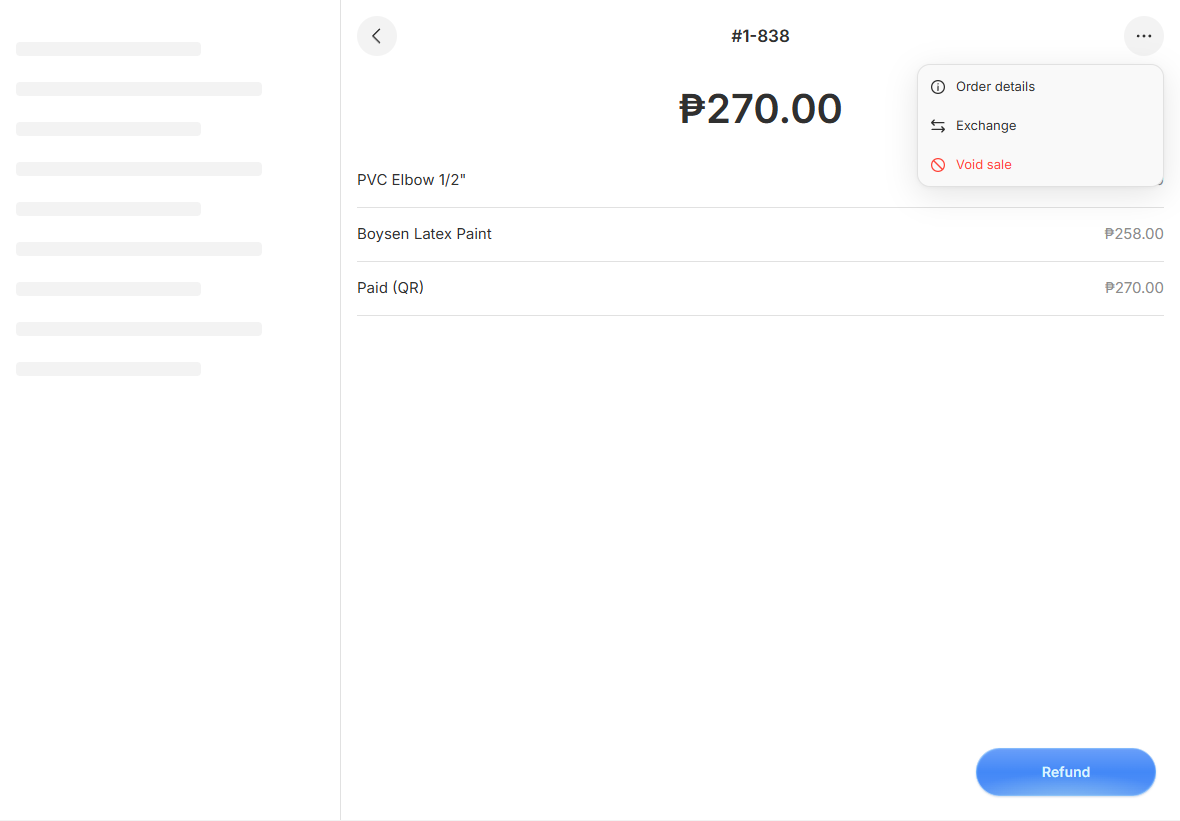 #1-838
₱270.00
Order details
Exchange
Void sale
PVC Elbow 1/2"
Boysen Latex Paint ₱258.00
Paid (QR) ₱270.00
Refund